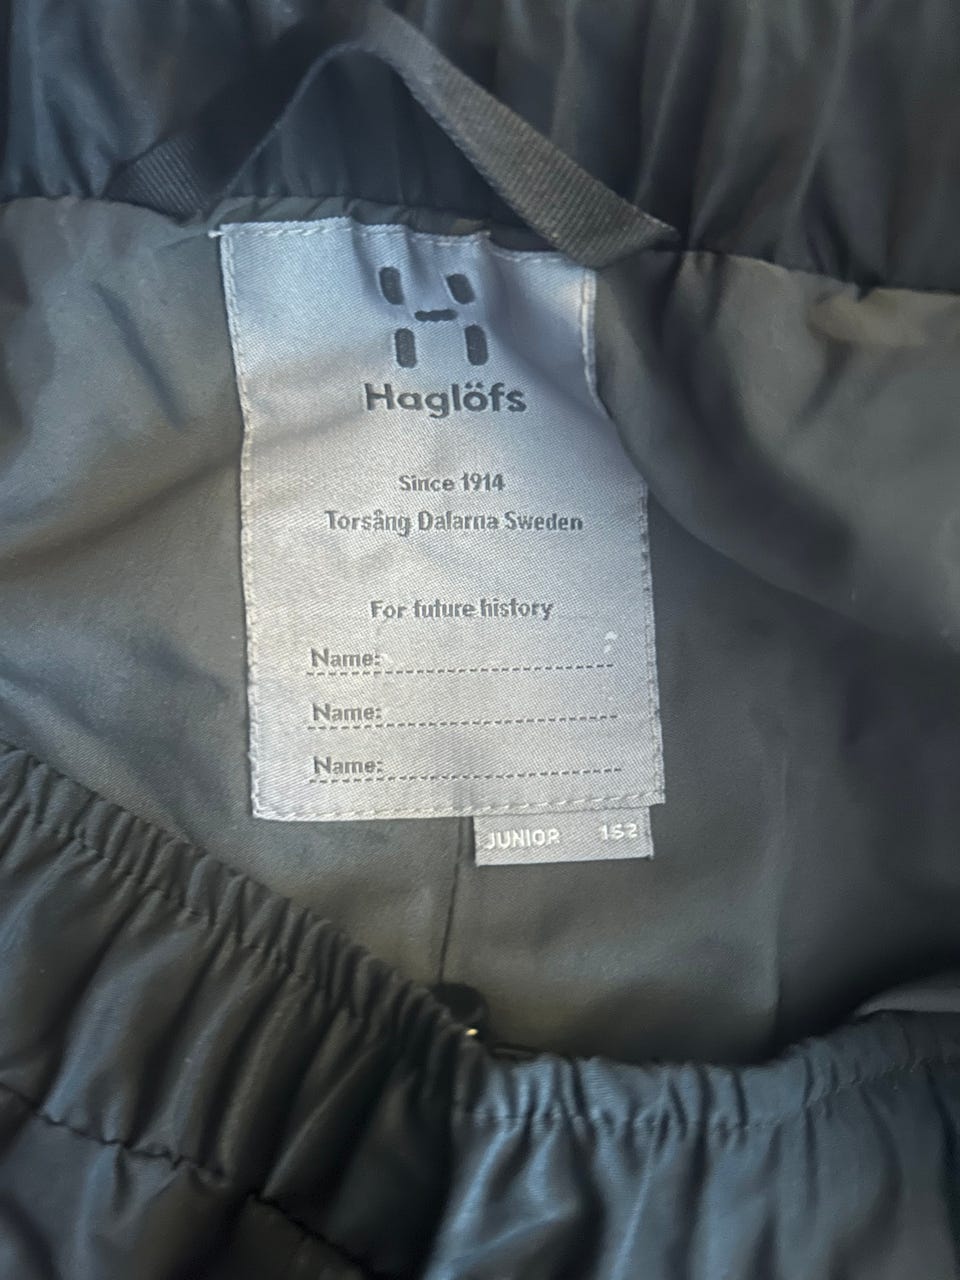 Haglöfs
Since 1914
Torsång Dalarna Sweden
For future history
Name:
Name:
Name:
JUNIOR 152